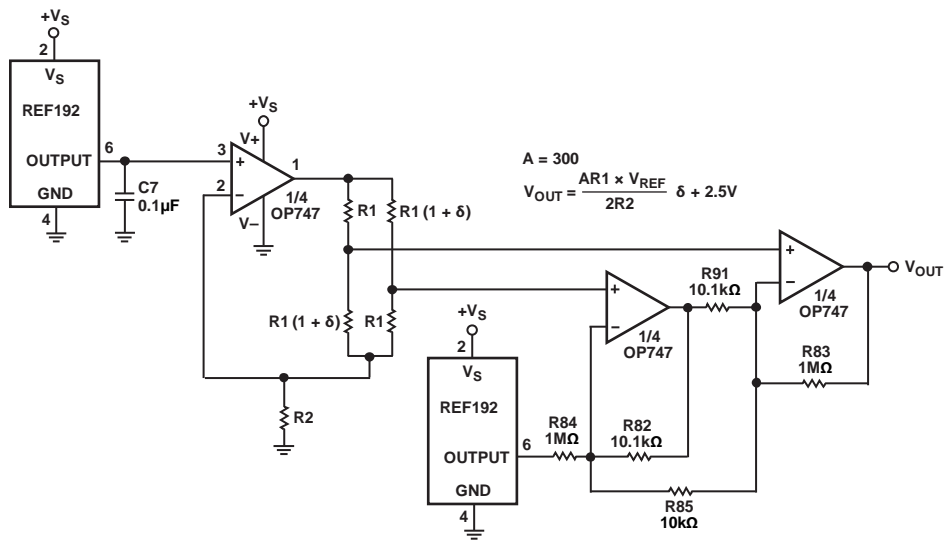 +VS
2
VS
REF192
OUTPUT
6
GND
4
C7
0.1µF
+VS
V+
3
+
2
−
1
1/4
OP747
V−
R1
R1 (1 + δ)
R1 (1 + δ)
R1
R2
A = 300
VOUT = AR1 × VREF / 2R2 δ + 2.5V
+VS
2
VS
REF192
OUTPUT
6
GND
4
R84
1MΩ
R82
10.1kΩ
R85
10kΩ
+
−
1/4
OP747
R91
10.1kΩ
+
−
1/4
OP747
R83
1MΩ
VOUT